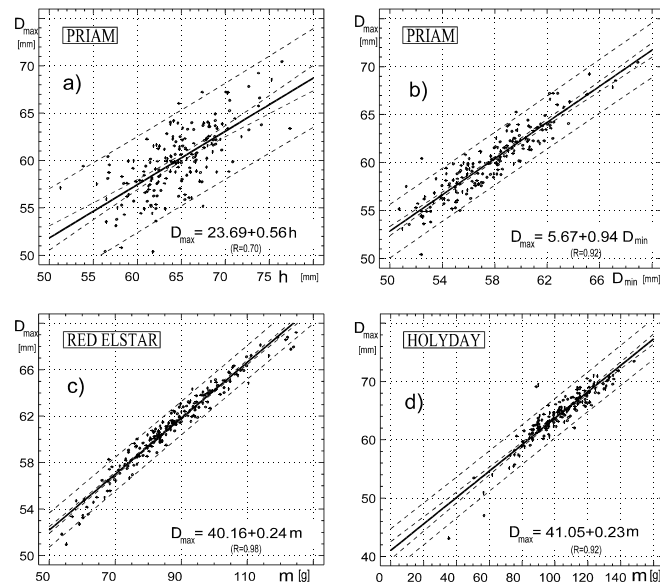 D_max [mm] PRIAM
a)
70
65
60
55
50
D_max = 23.69+0.56h
(R=0.70)
50 55 60 65 70 75 h [mm]
D_max [mm] PRIAM
b)
70
65
60
55
50
D_max = 5.67+0.94 D_min
(R=0.92)
50 54 58 62 66 D_min [mm]
D_max [mm] RED ELSTAR
c)
66
62
58
54
50
D_max = 40.16+0.24m
(R=0.98)
50 70 90 110 m [g]
D_max [mm] HOLYDAY
d)
80
70
60
50
40
D_max = 41.05+0.23m
(R=0.92)
0 20 40 60 80 100 120 140 m [g]